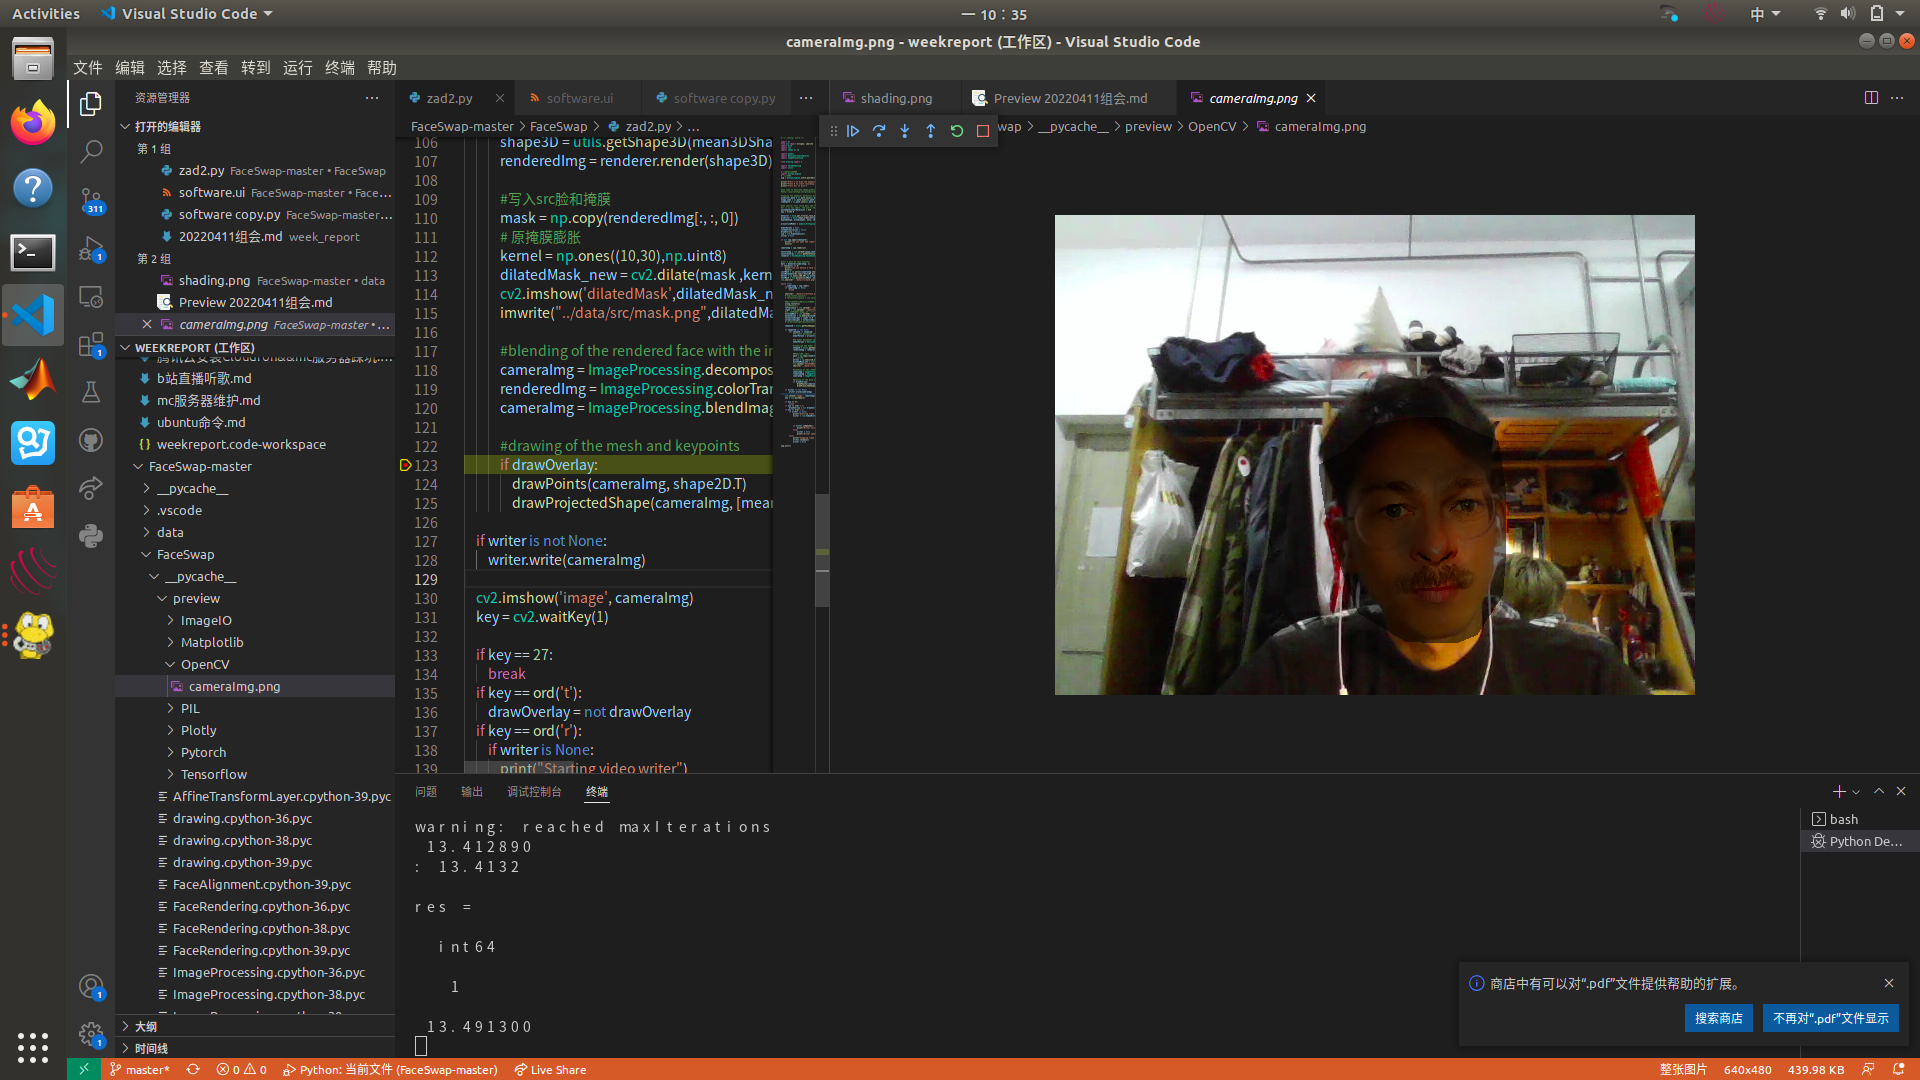 Activities
Visual Studio Code
一 10：35
中
cameraImg.png - weekreport (工作区) - Visual Studio Code
文件 编辑 选择 查看 转到 运行 终端 帮助
资源管理器
打开的编辑器
第 1 组
zad2.py FaceSwap-master • FaceSwap
software.ui FaceSwap-master • Face...
software copy.py FaceSwap-master...
20220411组会.md week_report
第 2 组
shading.png FaceSwap-master • data
Preview 20220411组会.md
cameraImg.png FaceSwap-master • ...
WEEKREPORT (工作区)
b站直播听歌.md
mc服务器维护.md
ubuntu命令.md
weekreport.code-workspace
FaceSwap-master
__pycache__
.vscode
data
FaceSwap
__pycache__
preview
ImageIO
Matplotlib
OpenCV
cameraImg.png
PIL
Plotly
Pytorch
Tensorflow
AffineTransformLayer.cpython-39.pyc
drawing.cpython-36.pyc
drawing.cpython-38.pyc
drawing.cpython-39.pyc
FaceAlignment.cpython-39.pyc
FaceRendering.cpython-36.pyc
FaceRendering.cpython-38.pyc
FaceRendering.cpython-39.pyc
ImageProcessing.cpython-36.pyc
ImageProcessing.cpython-38.pyc
大纲
时间线
311
1
1
1
1
zad2.py
software.ui
software copy.py
FaceSwap-master > FaceSwap > zad2.py > ...
106 shape3D = utils.getShape3D(mean3DSha
107 renderedImg = renderer.render(shape3D)
108
109 #写入src脸和掩膜
110 mask = np.copy(renderedImg[:, :, 0])
111 # 原掩膜膨胀
112 kernel = np.ones((10,30),np.uint8)
113 dilatedMask_new = cv2.dilate(mask ,kern
114 cv2.imshow('dilatedMask',dilatedMask_n
115 imwrite("../data/src/mask.png",dilatedMa
116
117 #blending of the rendered face with the in
118 cameraImg = ImageProcessing.decompos
119 renderedImg = ImageProcessing.colorTran
120 cameraImg = ImageProcessing.blendImag
121
122 #drawing of the mesh and keypoints
123 if drawOverlay:
124 drawPoints(cameraImg, shape2D.T)
125 drawProjectedShape(cameraImg, [mean
126
127 if writer is not None:
128 writer.write(cameraImg)
129
130 cv2.imshow('image', cameraImg)
131 key = cv2.waitKey(1)
132
133 if key == 27:
134 break
135 if key == ord('t'):
136 drawOverlay = not drawOverlay
137 if key == ord('r'):
138 if writer is None:
139 print("Starting video writer")
shading.png
Preview 20220411组会.md
cameraImg.png
wap > __pycache__ > preview > OpenCV > cameraImg.png
问题 输出 调试控制台 终端
warning: reached maxIterations
13.412890
: 13.4132
res =
int64
1
13.491300
bash
Python De...
商店中有可以对“.pdf”文件提供帮助的扩展。
搜索商店
不再对“.pdf”文件显示
master*
0 0
Python: 当前文件 (FaceSwap-master)
Live Share
整张图片
640x480
439.98 KB